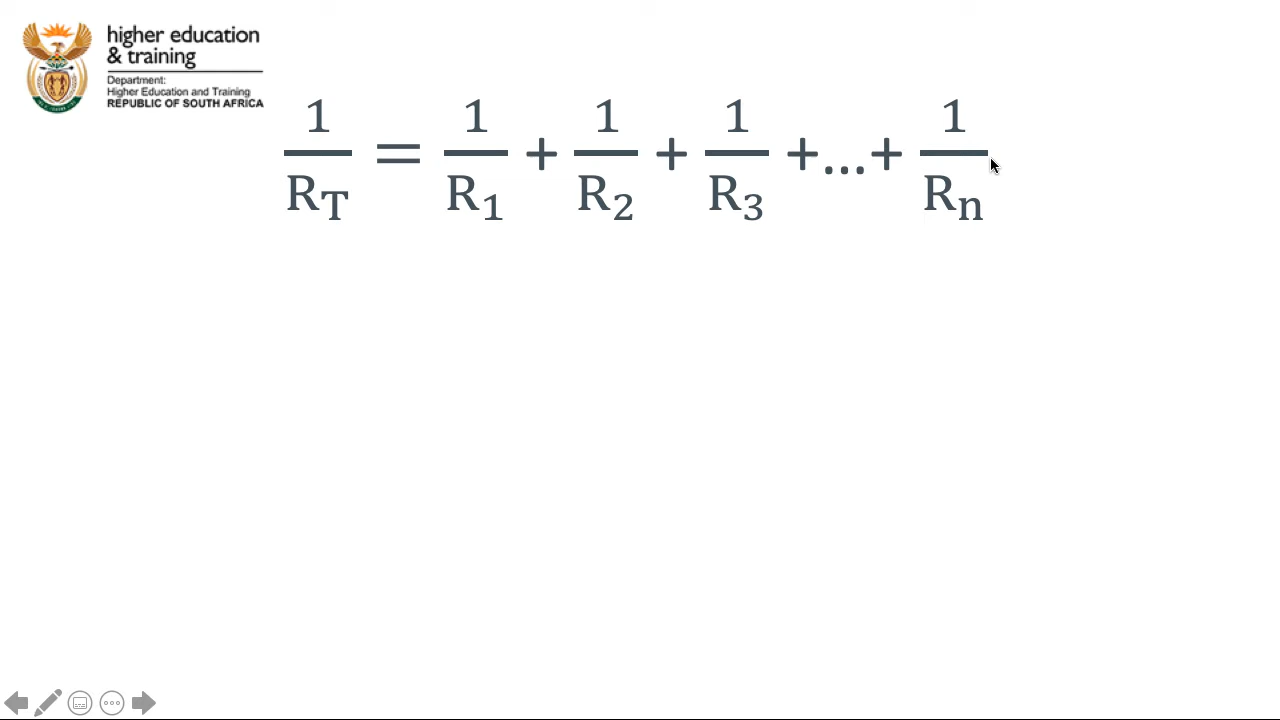 higher education
& training
Department:
Higher Education and Training
REPUBLIC OF SOUTH AFRICA
1/R_T = 1/R_1 + 1/R_2 + 1/R_3 +...+ 1/R_n